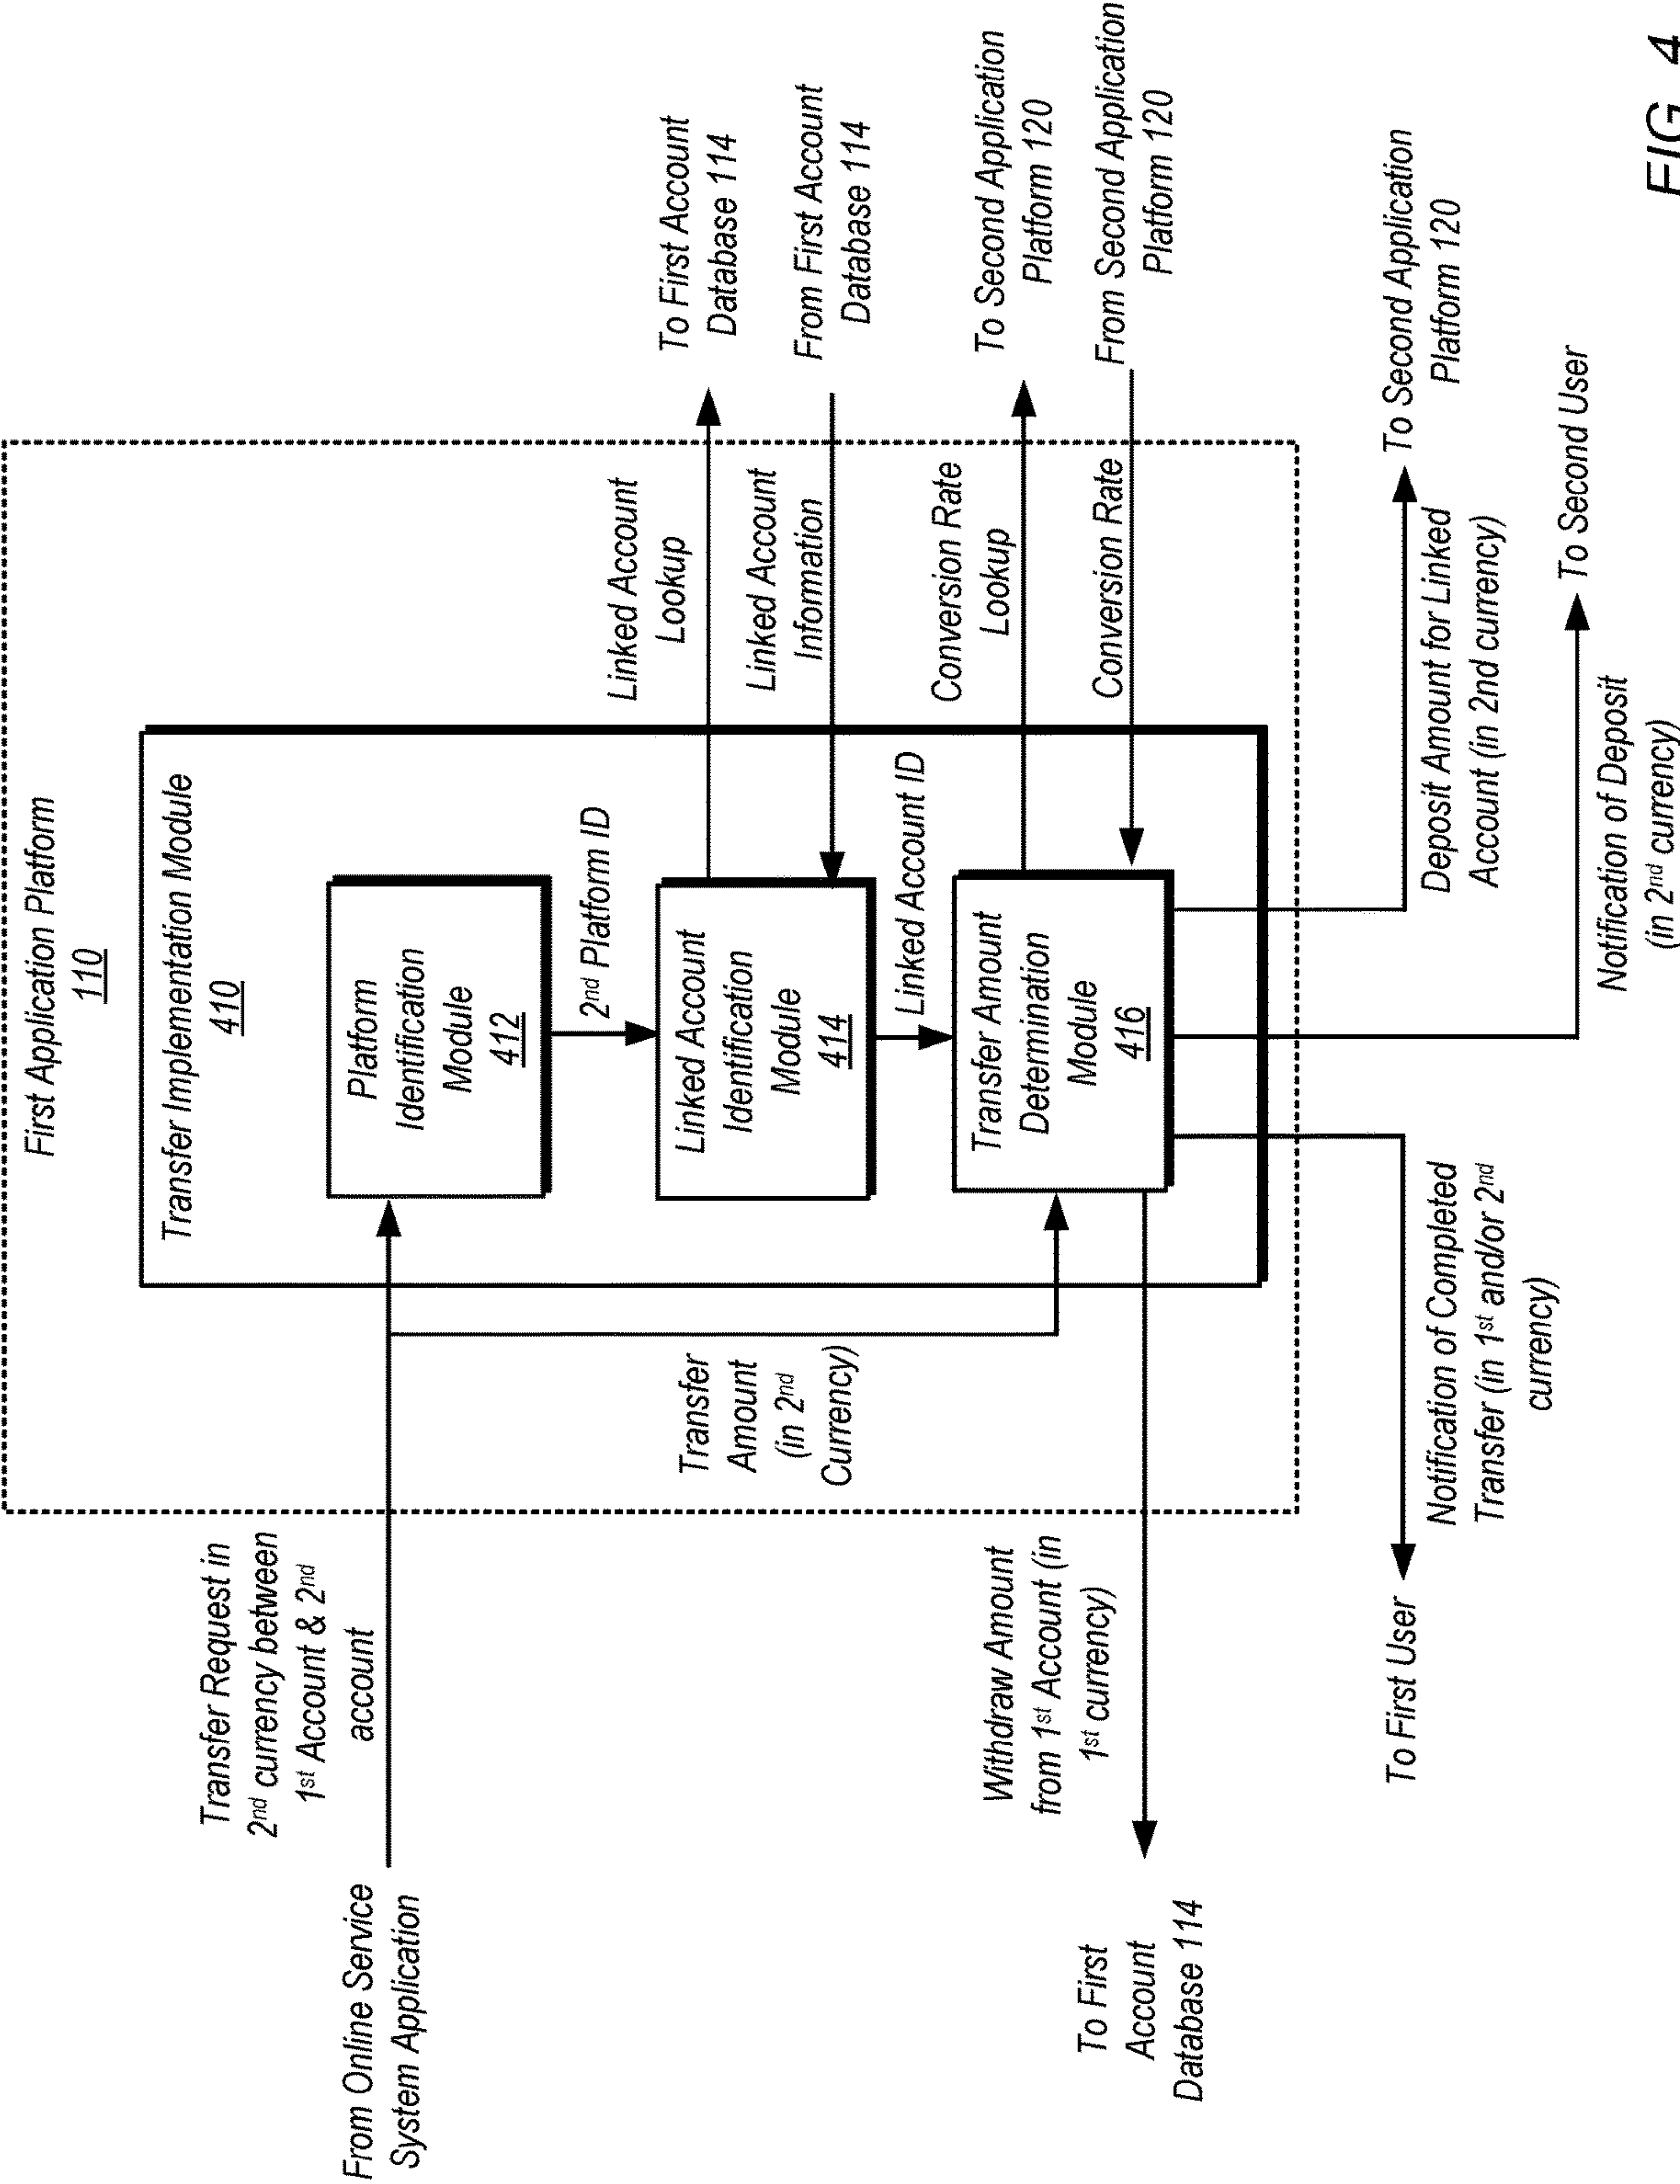 First Application Platform
110
Transfer Implementation Module
410
Transfer Request in
2nd currency between
1st Account & 2nd
account
From Online Service
System Application
Platform
Identification
Module
412
2nd Platform ID
Linked Account
Lookup
To First Account
Database 114
Linked Account
Information
From First Account
Database 114
Transfer
Amount
(in 2nd
Currency)
Linked Account
Identification
Module
414
Linked Account ID
Conversion Rate
Lookup
To Second Application
Platform 120
Conversion Rate
From Second Application
Platform 120
Transfer Amount
Determination
Module
416
Withdraw Amount
from 1st Account (in
1st currency)
To First
Account
Database 114
To First User
Notification of Completed
Transfer (in 1st and/or 2nd
currency)
To Second Application
Platform 120
Deposit Amount for Linked
Account (in 2nd currency)
To Second User
Notification of Deposit
(in 2nd currency)
FIG. 4